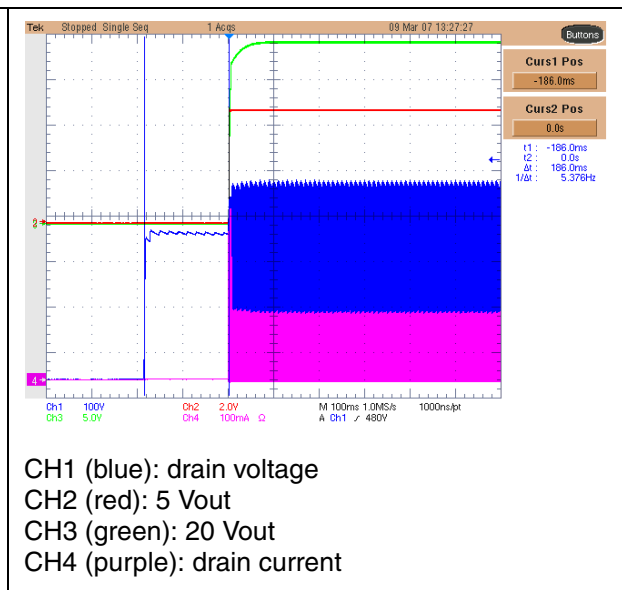 Tek Stopped Single Seq 1 Acqs 09 Mar 07 13:27:27
Buttons
Curs1 Pos
-186.0ms
Curs2 Pos
0.0s
t1 : -186.0ms
t2 : 0.0s
Δt : 186.0ms
1/Δt : 5.376Hz
2
4
Ch1 100V Ch2 2.0V M 100ms 1.0MS/s 1000ns/pt
Ch3 5.0V Ch4 100mA Ω A Ch1 ∕ 480V
CH1 (blue): drain voltage
CH2 (red): 5 Vout
CH3 (green): 20 Vout
CH4 (purple): drain current